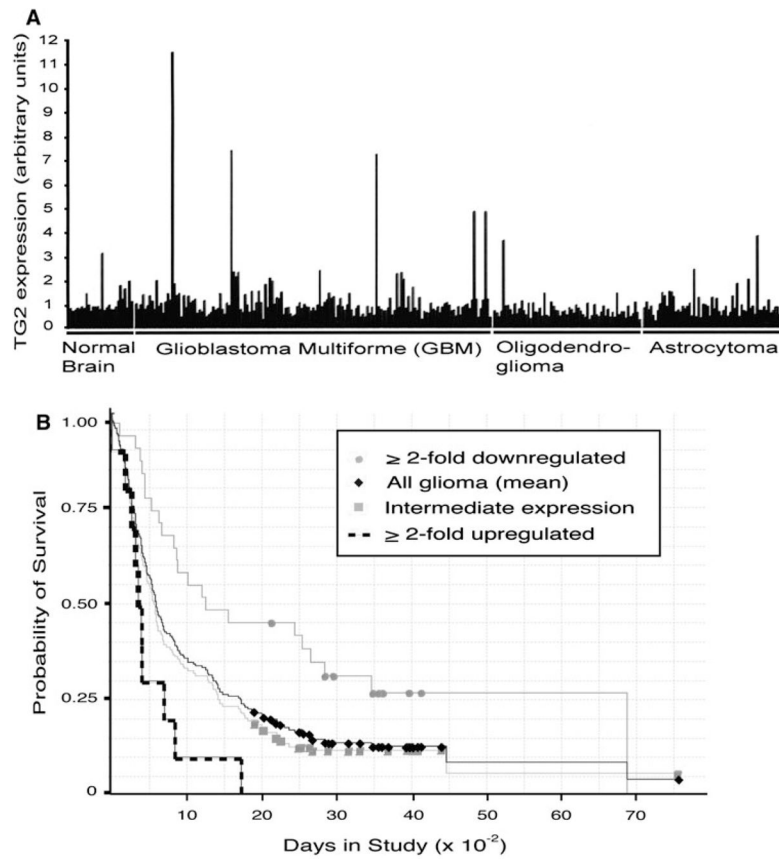 A
TG2 expression (arbitrary units)
12
11
10
9
8
7
6
5
4
3
2
1
0
Normal Brain
Glioblastoma Multiforme (GBM)
Oligodendro-
glioma
Astrocytoma
B
Probability of Survival
1.00
0.75
0.50
0.25
0
≥ 2-fold downregulated
All glioma (mean)
Intermediate expression
≥ 2-fold upregulated
10 20 30 40 50 60 70
Days in Study (x 10⁻²)